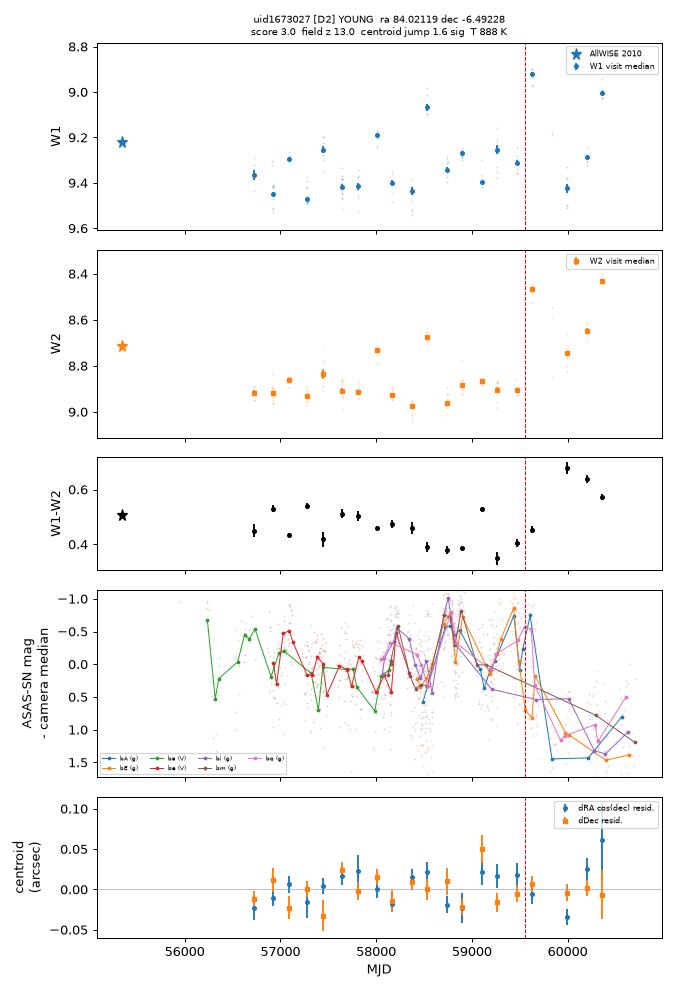 uid1673027 [D2] YOUNG  ra 84.02119 dec -6.49228
score 3.0  field z 13.0  centroid jump 1.6 sig  T 888 K
8.8
9.0
9.2
9.4
9.6
W1
AllWISE 2010
W1 visit median
8.4
8.6
8.8
9.0
W2
W2 visit median
0.6
0.4
W1-W2
−1.0
−0.5
0.0
0.5
1.0
1.5
ASAS-SN mag
- camera median
bA (g)
bE (g)
ba (V)
be (V)
bi (g)
bm (g)
bq (g)
0.10
0.05
0.00
−0.05
centroid
(arcsec)
dRA cos(dec) resid.
dDec resid.
56000 57000 58000 59000 60000
MJD